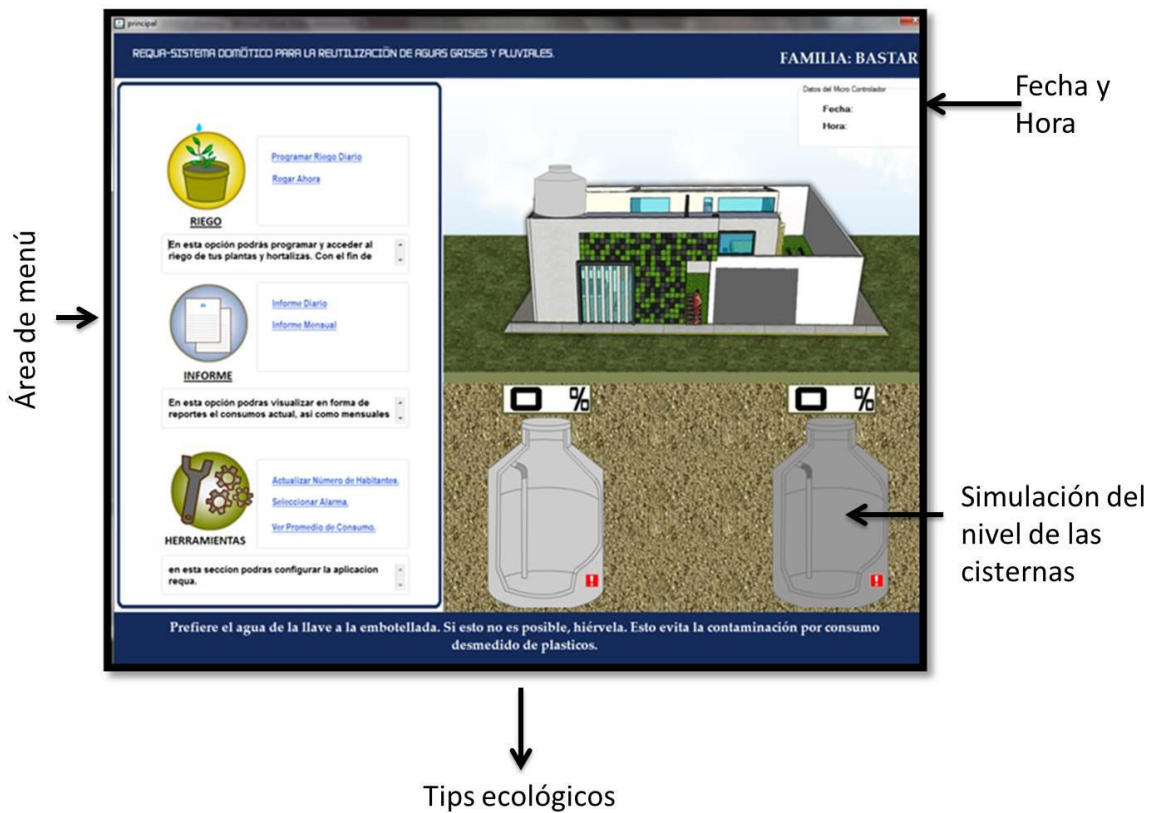 principal
REQUA-SISTEMA DOMÓTICO PARA LA REUTILIZACIÓN DE AGUAS GRISES Y PLUVIALES.
FAMILIA: BASTAR
Datos del Micro Controlador
Fecha:
Hora:
Fecha y
Hora
Programar Riego Diario
Regar Ahora
RIEGO
En esta opción podrás programar y acceder al
riego de tus plantas y hortalizas. Con el fin de
Área de menú
Informe Diario
Informe Mensual
INFORME
En esta opción podras visualizar en forma de
reportes el consumos actual, asi como mensuales
0 %
0 %
Actualizar Número de Habitantes.
Seleccionar Alarma.
Ver Promedio de Consumo.
HERRAMIENTAS
en esta seccion podras configurar la aplicacion
requa.
Simulación del
nivel de las
cisternas
Prefiere el agua de la llave a la embotellada. Si esto no es posible, hiérvela. Esto evita la contaminación por consumo
desmedido de plasticos.
Tips ecológicos